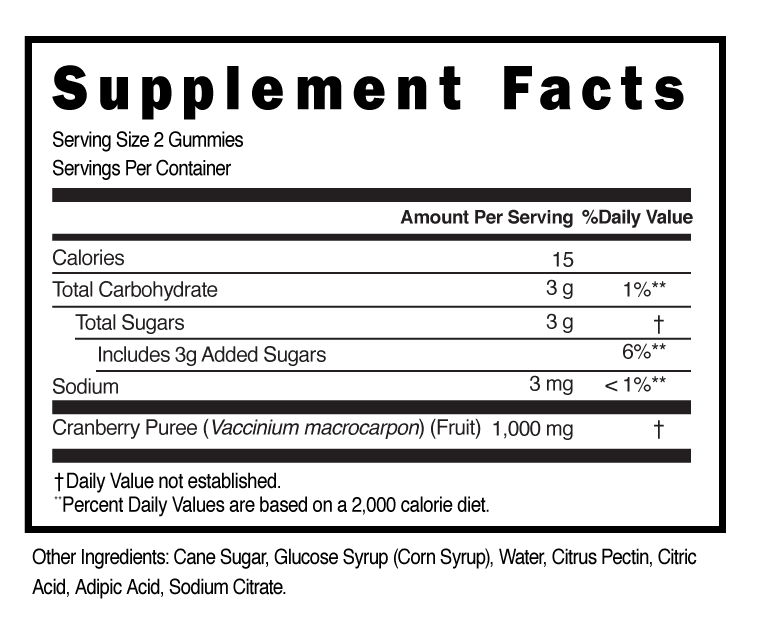 Supplement Facts
Serving Size 2 Gummies
Servings Per Container
Amount Per Serving %Daily Value
Calories 15
Total Carbohydrate 3 g 1%**
Total Sugars 3 g †
Includes 3g Added Sugars 6%**
Sodium 3 mg < 1%**
Cranberry Puree (Vaccinium macrocarpon) (Fruit) 1,000 mg †
†Daily Value not established.
**Percent Daily Values are based on a 2,000 calorie diet.
Other Ingredients: Cane Sugar, Glucose Syrup (Corn Syrup), Water, Citrus Pectin, Citric
Acid, Adipic Acid, Sodium Citrate.